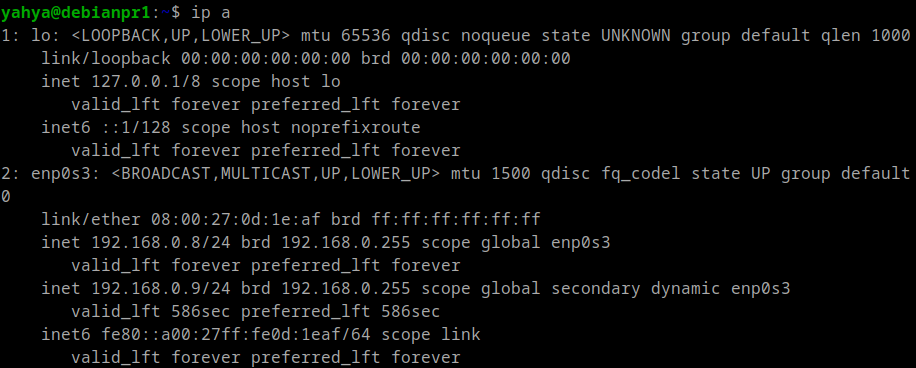 yahya@debianpr1:~$ ip a
1: lo: <LOOPBACK,UP,LOWER_UP> mtu 65536 qdisc noqueue state UNKNOWN group default qlen 1000
    link/loopback 00:00:00:00:00:00 brd 00:00:00:00:00:00
    inet 127.0.0.1/8 scope host lo
       valid_lft forever preferred_lft forever
    inet6 ::1/128 scope host noprefixroute
       valid_lft forever preferred_lft forever
2: enp0s3: <BROADCAST,MULTICAST,UP,LOWER_UP> mtu 1500 qdisc fq_codel state UP group default
0
    link/ether 08:00:27:0d:1e:af brd ff:ff:ff:ff:ff:ff
    inet 192.168.0.8/24 brd 192.168.0.255 scope global enp0s3
       valid_lft forever preferred_lft forever
    inet 192.168.0.9/24 brd 192.168.0.255 scope global secondary dynamic enp0s3
       valid_lft 586sec preferred_lft 586sec
    inet6 fe80::a00:27ff:fe0d:1eaf/64 scope link
       valid_lft forever preferred_lft forever